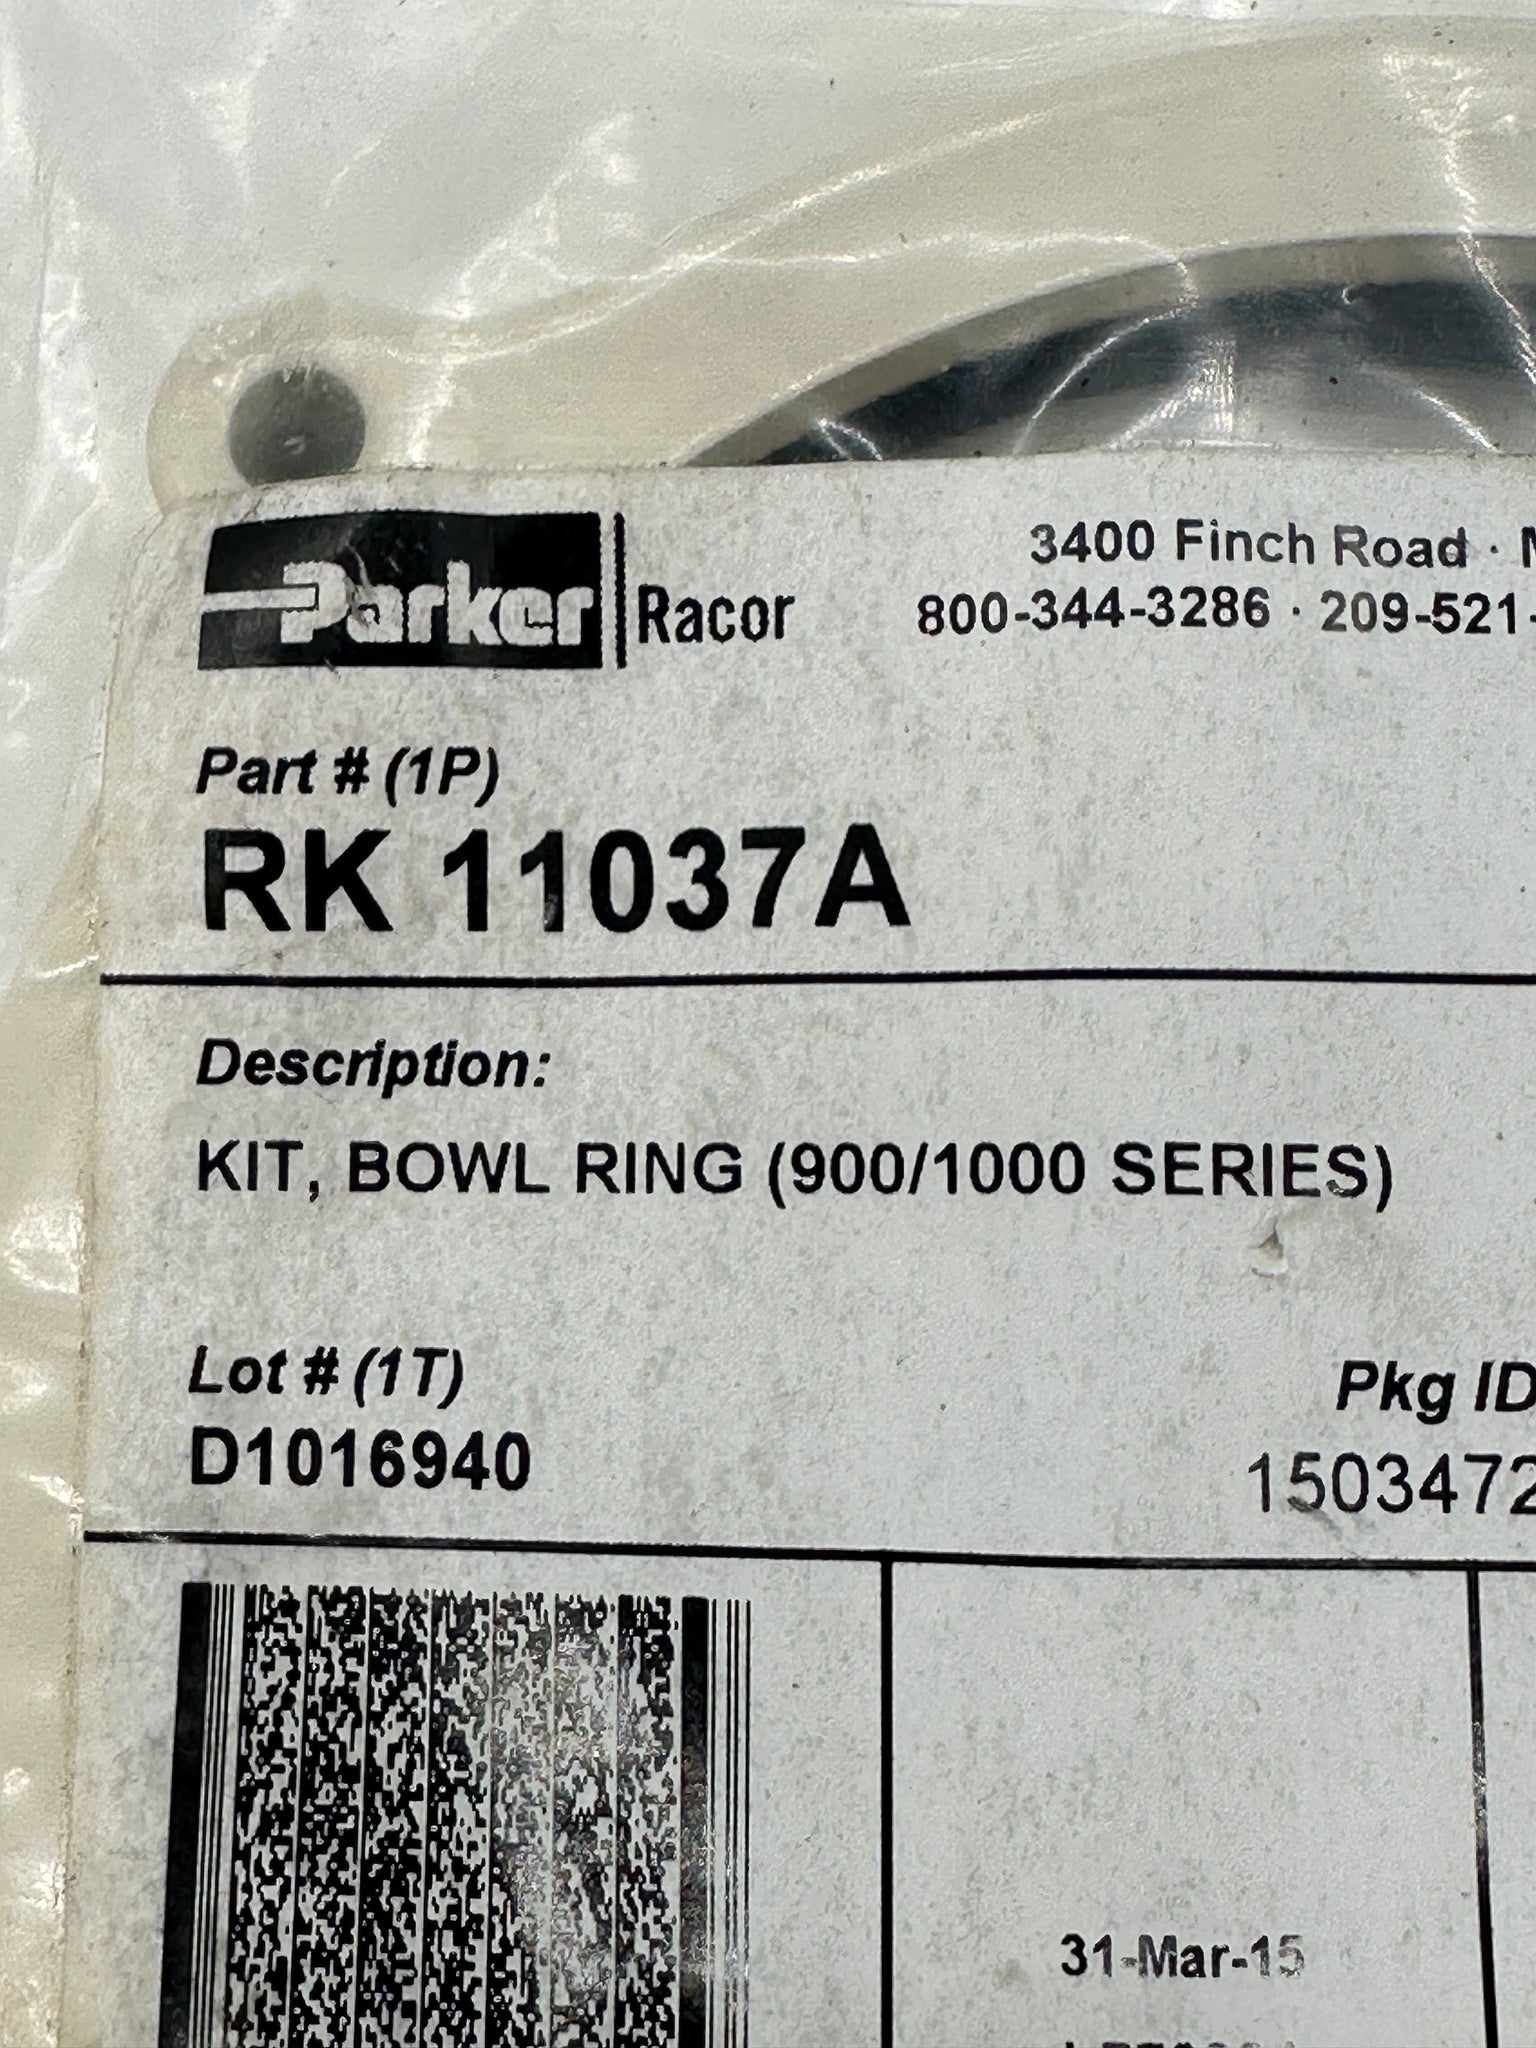 Parker Racor
3400 Finch Road ·
800-344-3286 · 209-521-
Part # (1P)
RK 11037A
Description:
KIT, BOWL RING (900/1000 SERIES)
Lot # (1T)
Pkg ID
D1016940
1503472
31-Mar-15